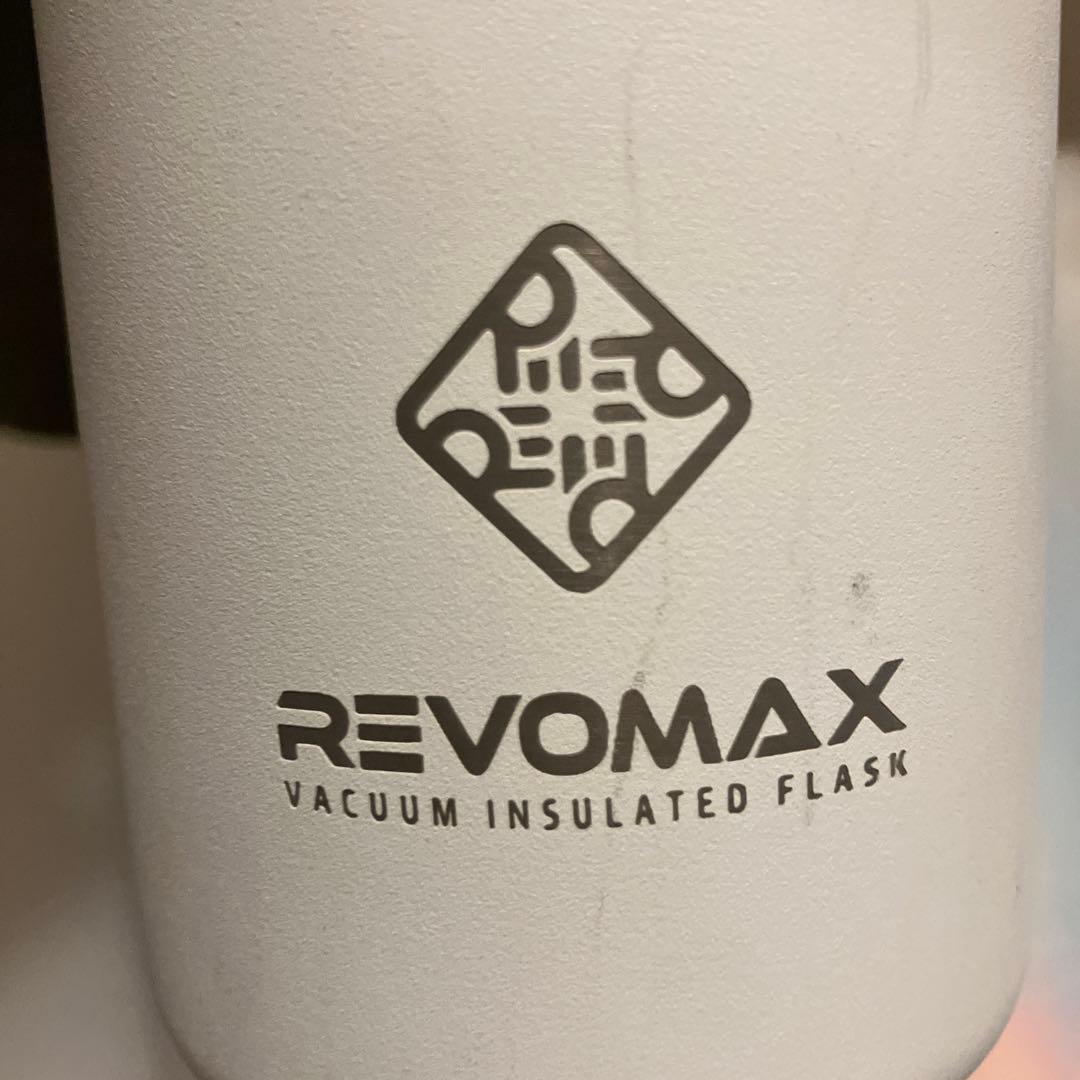 REVOMAX
VACUUM INSULATED FLASK